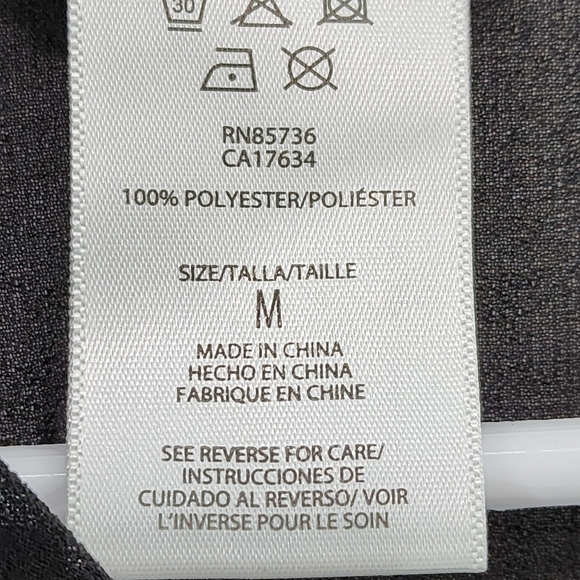 30
RN85736
CA17634
100% POLYESTER/POLIÉSTER
SIZE/TALLA/TAILLE
M
MADE IN CHINA
HECHO EN CHINA
FABRIQUE EN CHINE
SEE REVERSE FOR CARE/
INSTRUCCIONES DE
CUIDADO AL REVERSO/ VOIR
L'INVERSE POUR LE SOIN